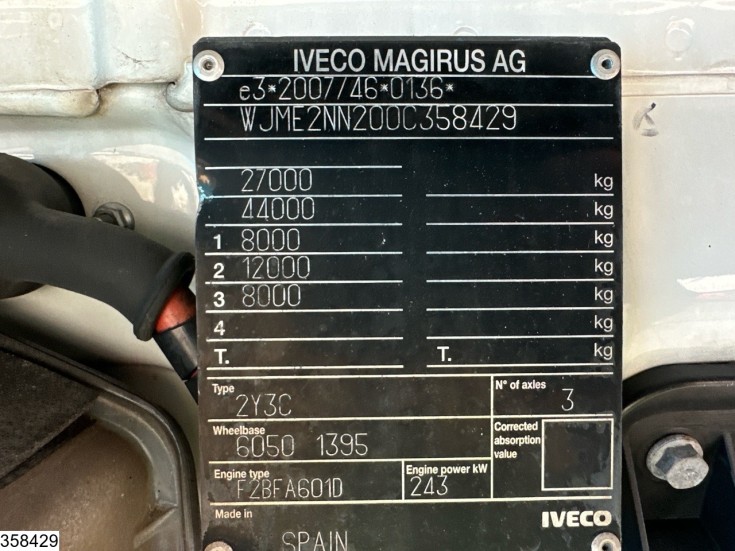 IVECO MAGIRUS AG
e3*2007/46*0136*
WJME2NN200C358429
27000 kg
44000 kg
1 8000 kg
2 12000 kg
3 8000 kg
4 kg
T. T. kg
Type 2Y3C N° of axles 3
Wheelbase 6050 1395 Corrected absorption value
Engine type F2BFA601D Engine power kW 243
Made in SPAIN IVECO
358429